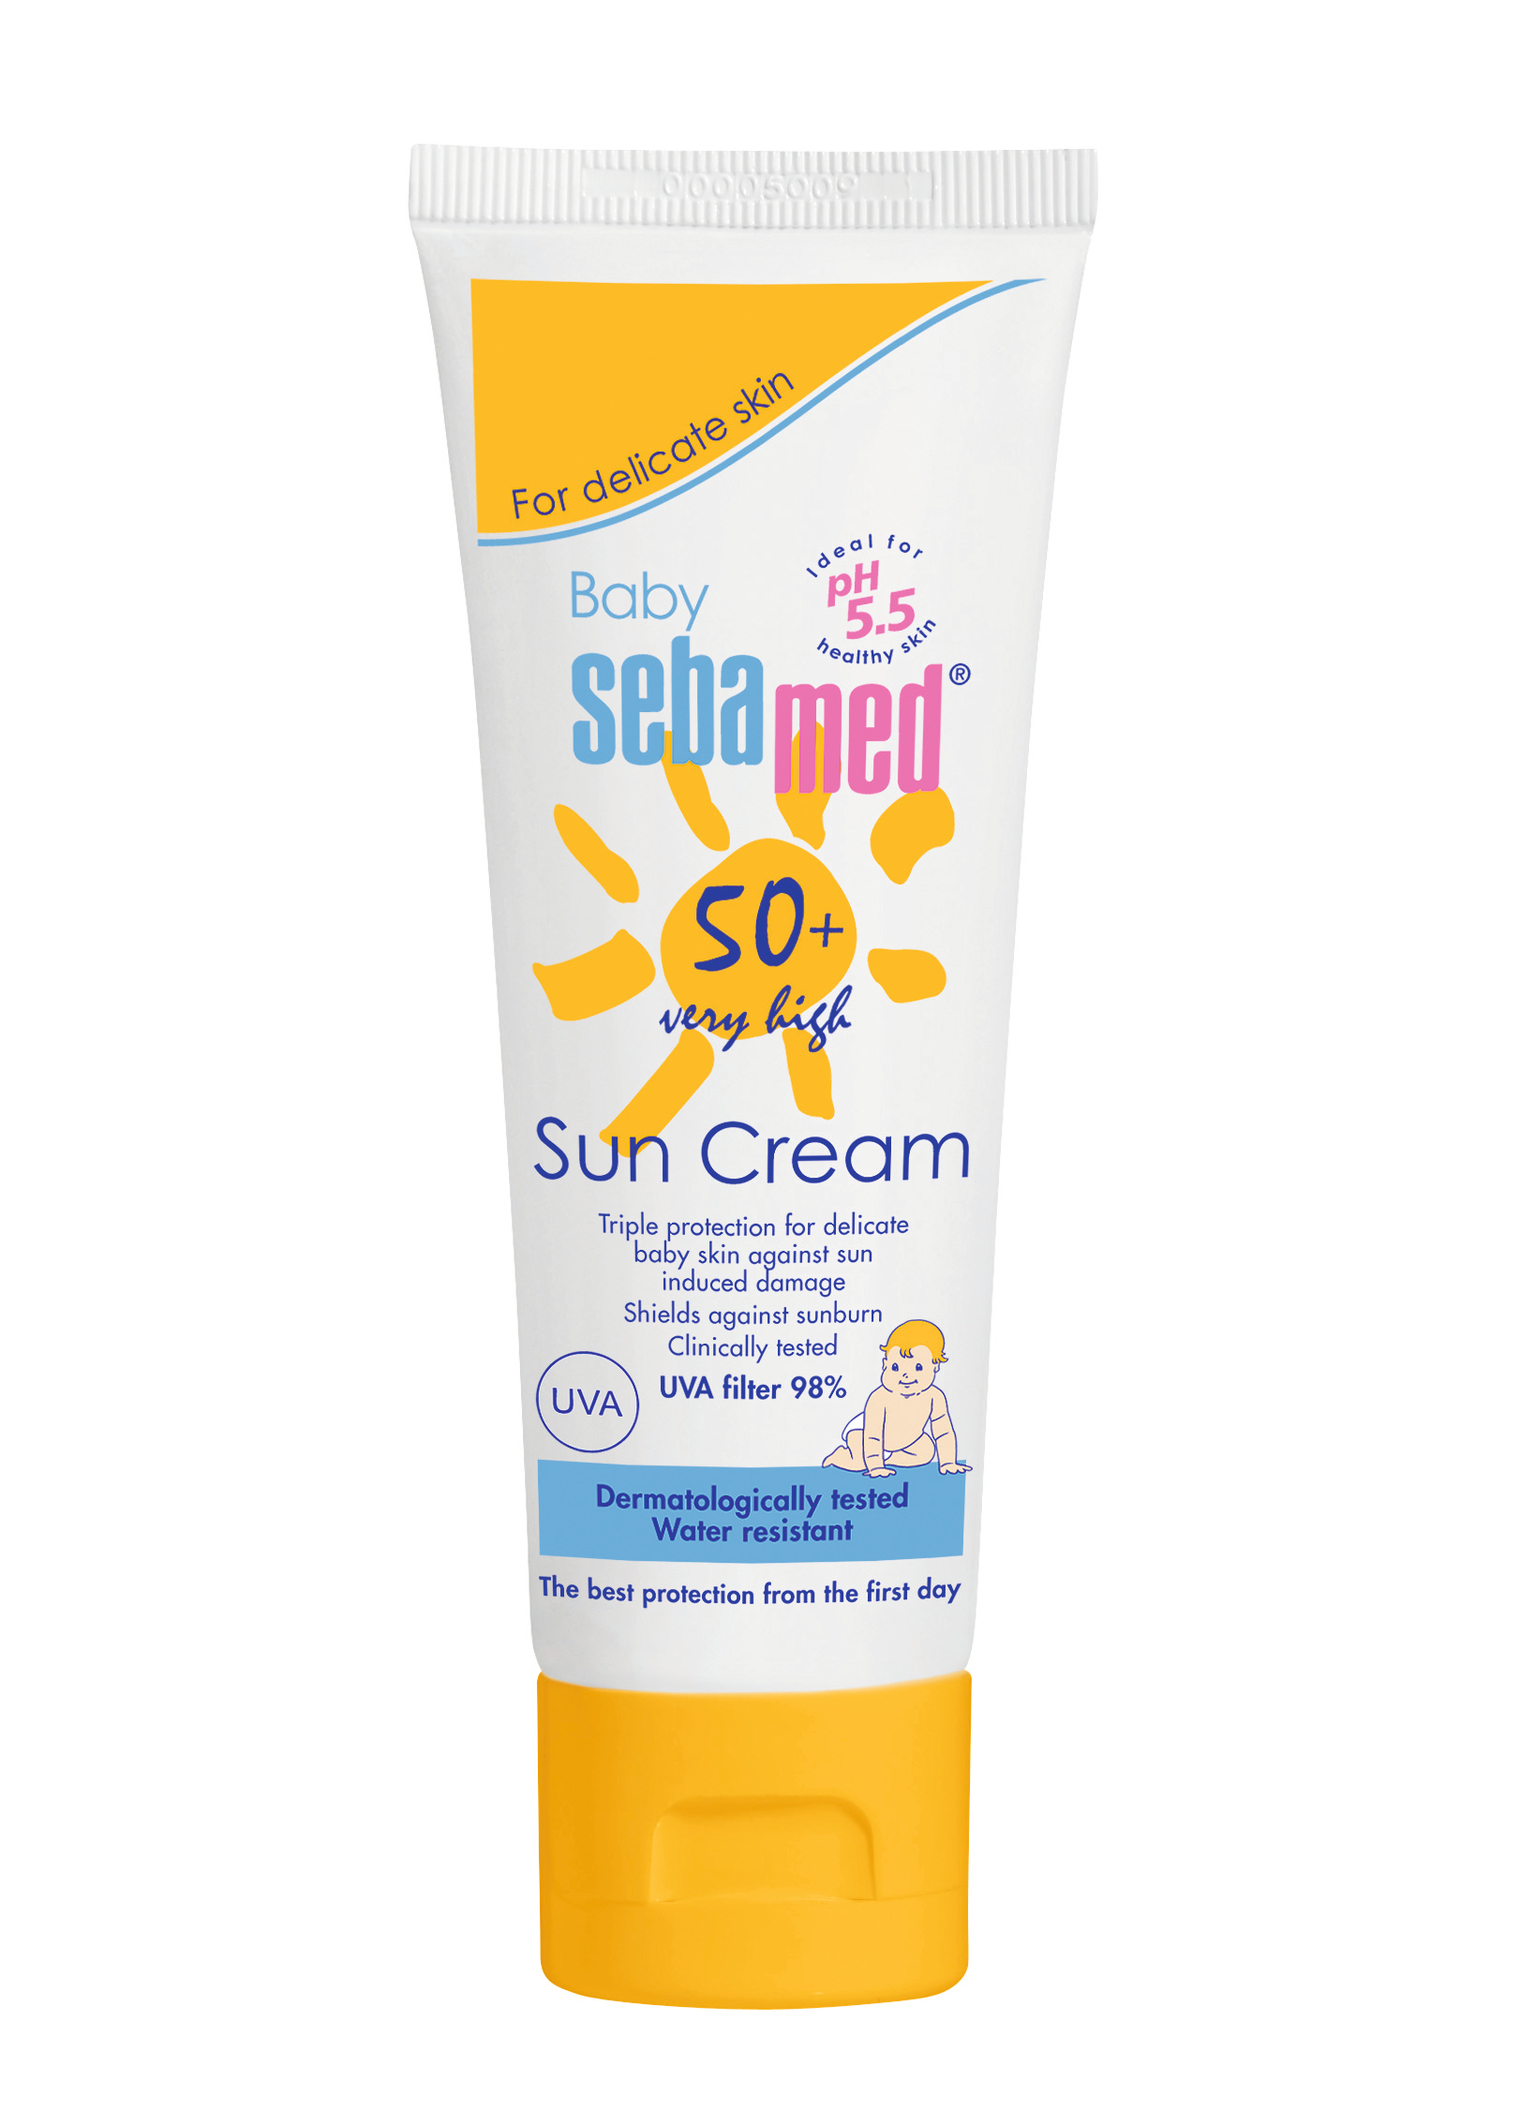 00005009
For delicate skin
Ideal for
pH
5.5
healthy skin
Baby
sebamed®
50+
very high
Sun Cream
Triple protection for delicate
baby skin against sun
induced damage
Shields against sunburn
Clinically tested
UVA
UVA filter 98%
Dermatologically tested
Water resistant
The best protection from the first day